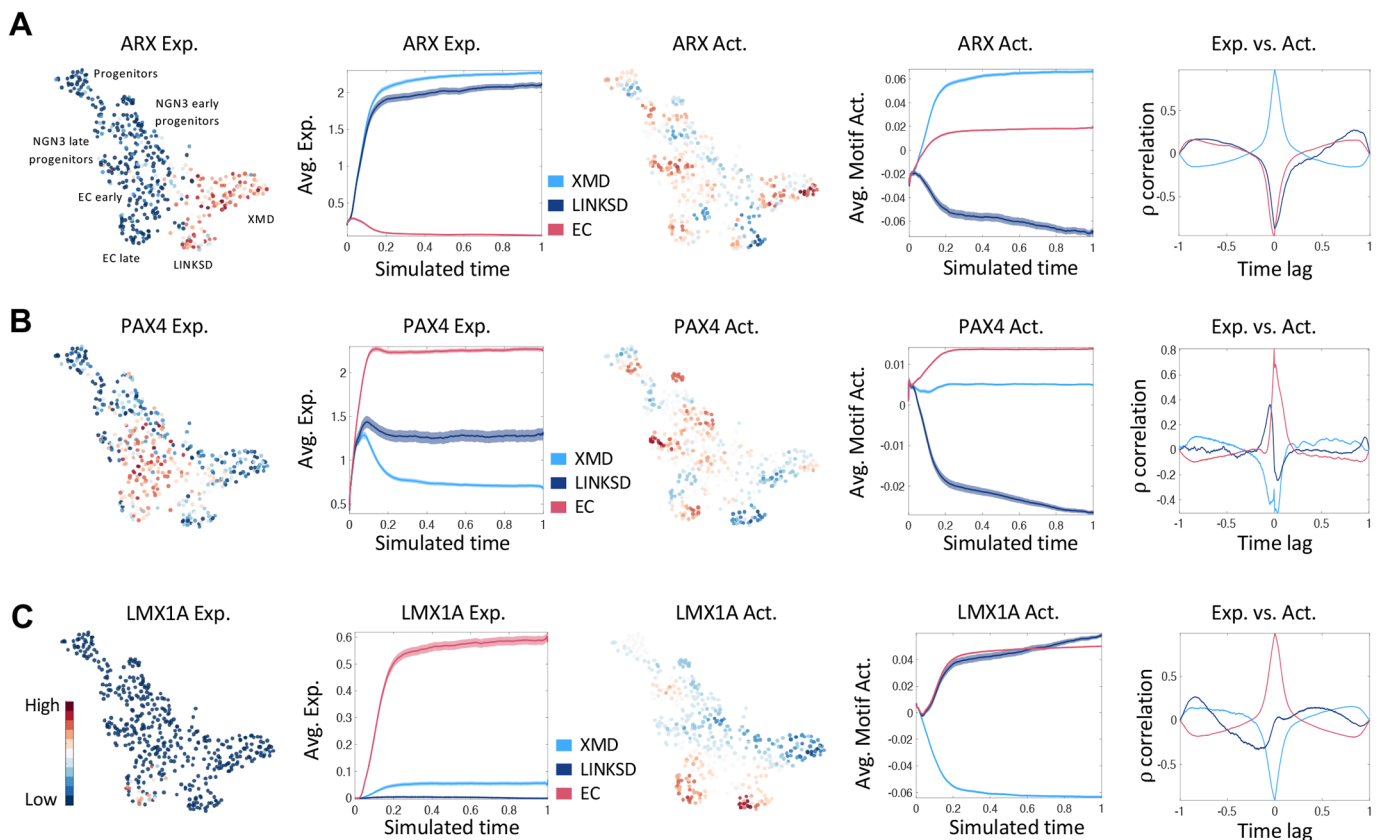 A
ARX Exp.
ARX Exp.
ARX Act.
ARX Act.
Exp. vs. Act.
Progenitors
NGN3 early
progenitors
NGN3 late
progenitors
EC early
XMD
EC late
LINKSD
Avg. Exp.
2
1
0.5
0
0.2
0.4
0.6
0.8
1
Simulated time
XMD
LINKSD
EC
Avg. Motif Act.
0.06
0.04
0.02
0
-0.02
-0.04
-0.06
0
0.2
0.4
0.6
0.8
1
Simulated time
ρ correlation
0.5
0
-0.5
-1
-0.5
0
0.5
1
Time lag
B
PAX4 Exp.
PAX4 Exp.
PAX4 Act.
PAX4 Act.
Exp. vs. Act.
Avg. Exp.
2
1.5
1
0.5
0
0.2
0.4
0.6
0.8
1
Simulated time
XMD
LINKSD
EC
Avg. Motif Act.
0.01
0
-0.01
-0.02
0
0.2
0.4
0.6
0.8
1
Simulated time
ρ correlation
0.8
0.6
0.4
0.2
0
-0.2
-0.4
-1
-0.5
0
0.5
1
Time lag
C
LMX1A Exp.
LMX1A Exp.
LMX1A Act.
LMX1A Act.
Exp. vs. Act.
High
Low
Avg. Exp.
0.6
0.5
0.4
0.3
0.2
0.1
0
0
0.2
0.4
0.6
0.8
1
Simulated time
XMD
LINKSD
EC
Avg. Motif Act.
0.04
0.02
0
-0.02
-0.04
-0.06
0
0.2
0.4
0.6
0.8
1
Simulated time
ρ correlation
0.5
0
-0.5
-1
-0.5
0
0.5
1
Time lag